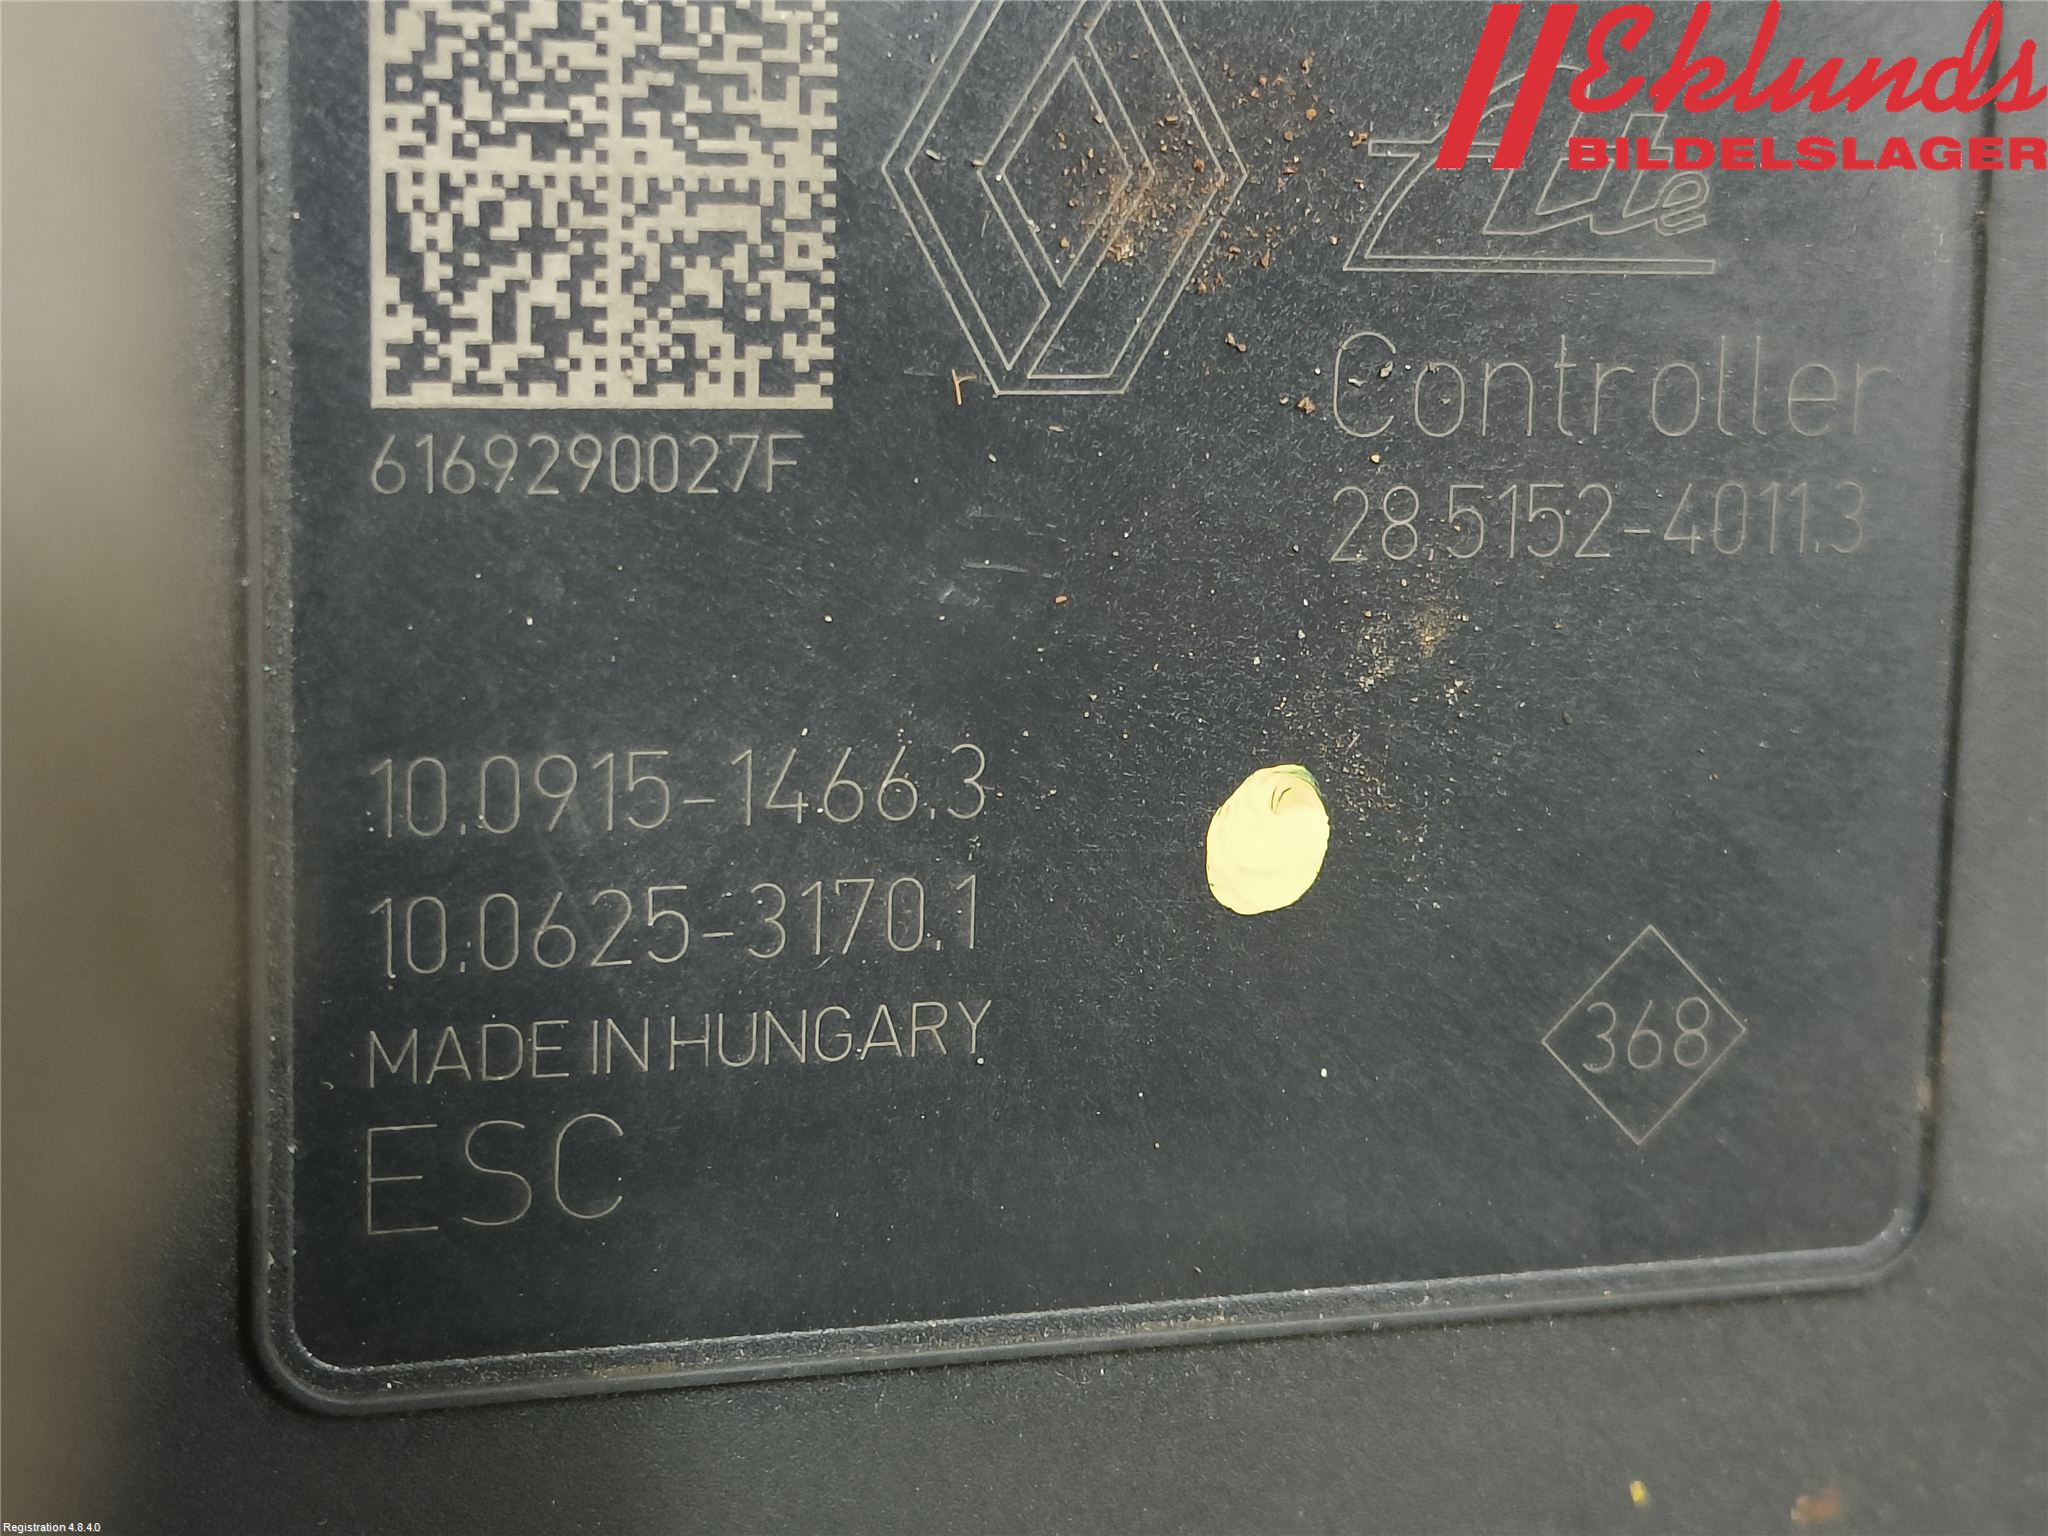 Eklunds
BILDELSLAGER
Ate
Controller
28.5152-4011.3
6169290027F
10.0915-1466.3
10.0625-3170.1
MADE IN HUNGARY
ESC
368
Registration 4.8.4.0